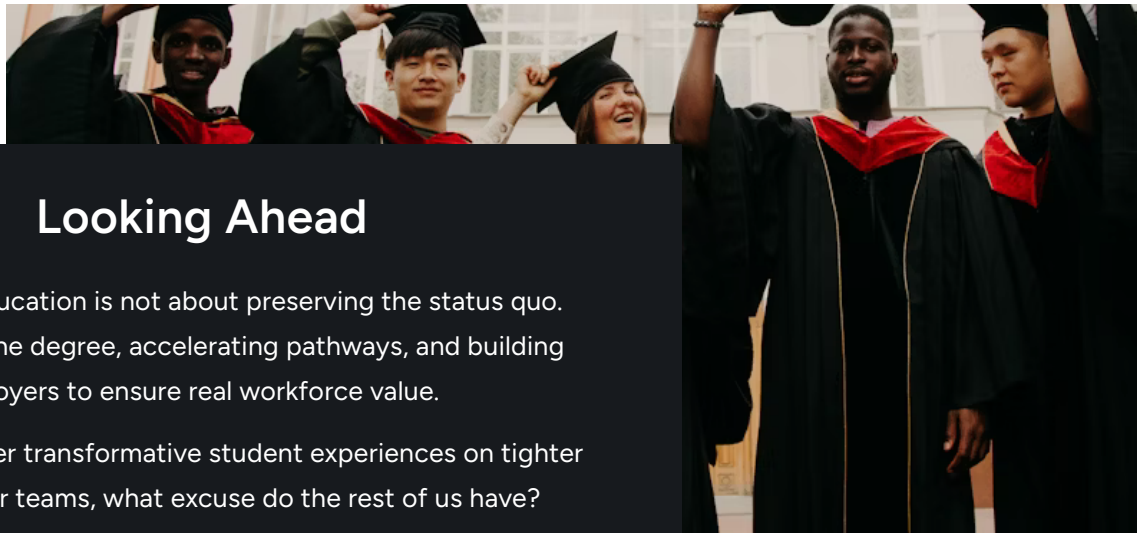 Looking Ahead
ucation is not about preserving the status quo.
ne degree, accelerating pathways, and building
oyers to ensure real workforce value.
er transformative student experiences on tighter
r teams, what excuse do the rest of us have?